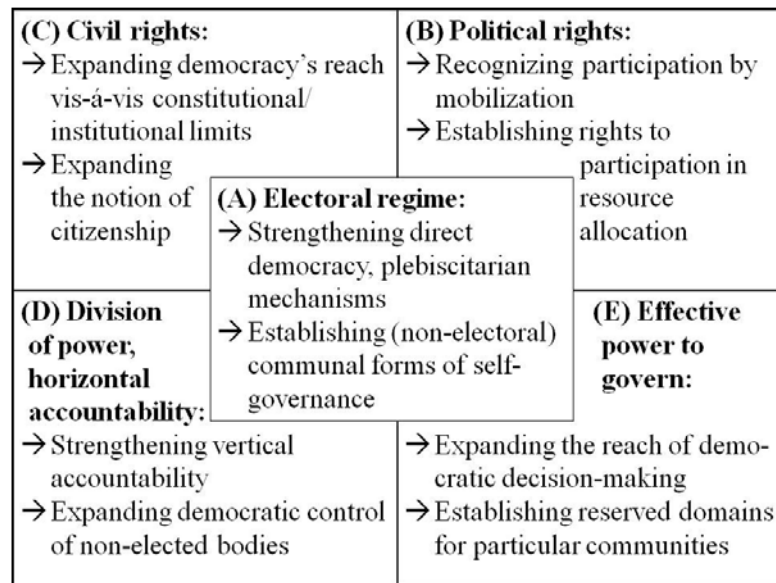 (C) Civil rights:
→ Expanding democracy's reach
vis-á-vis constitutional/
institutional limits
→ Expanding
the notion of
citizenship
(B) Political rights:
→ Recognizing participation by
mobilization
→ Establishing rights to
participation in
resource
allocation
(A) Electoral regime:
→ Strengthening direct
democracy, plebiscitarian
mechanisms
→ Establishing (non-electoral)
communal forms of self-
governance
(D) Division
of power,
horizontal
accountability:
→ Strengthening vertical
accountability
→ Expanding democratic control
of non-elected bodies
(E) Effective
power to
govern:
→ Expanding the reach of demo-
cratic decision-making
→ Establishing reserved domains
for particular communities